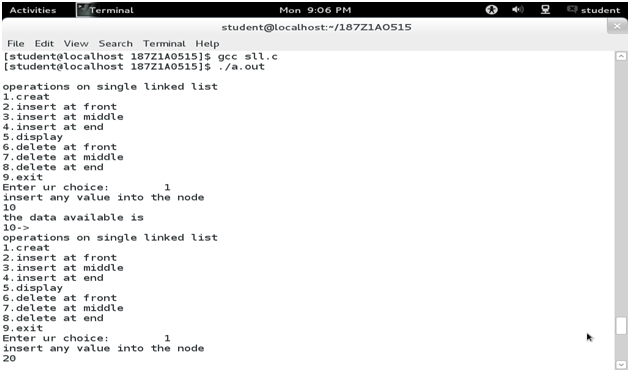 Activities Terminal Mon 9:06 PM student
student@localhost:~/187Z1A0515
File Edit View Search Terminal Help
[student@localhost 187Z1A0515]$ gcc sll.c
[student@localhost 187Z1A0515]$ ./a.out
operations on single linked list
1.creat
2.insert at front
3.insert at middle
4.insert at end
5.display
6.delete at front
7.delete at middle
8.delete at end
9.exit
Enter ur choice: 1
insert any value into the node
10
the data available is
10->
operations on single linked list
1.creat
2.insert at front
3.insert at middle
4.insert at end
5.display
6.delete at front
7.delete at middle
8.delete at end
9.exit
Enter ur choice: 1
insert any value into the node
20